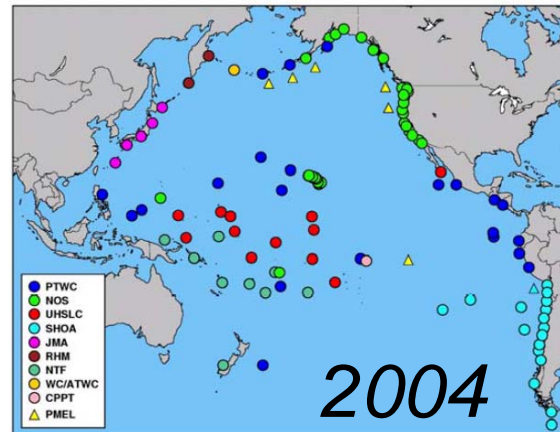 PTWC
NOS
UHSLC
SHOA
JMA
RHM
NTF
WC/ATWC
CPPT
PMEL
2004